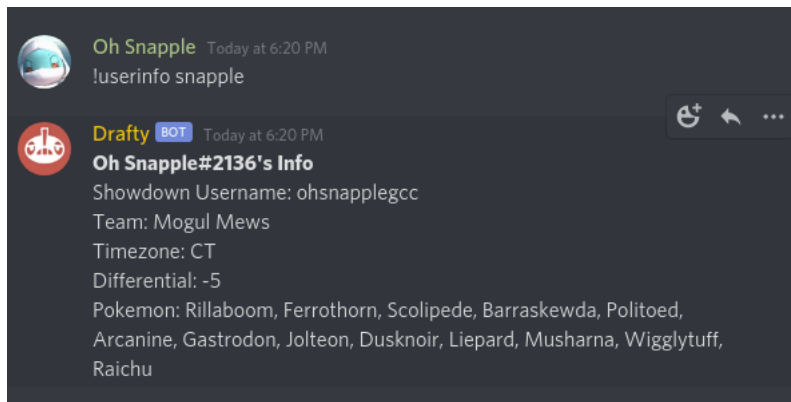 Oh Snapple Today at 6:20 PM
!userinfo snapple
Drafty BOT Today at 6:20 PM
Oh Snapple#2136's Info
Showdown Username: ohsnapplegcc
Team: Mogul Mews
Timezone: CT
Differential: -5
Pokemon: Rillaboom, Ferrothorn, Scolipede, Barraskewda, Politoed,
Arcanine, Gastrodon, Jolteon, Dusknoir, Liepard, Musharna, Wigglytuff,
Raichu